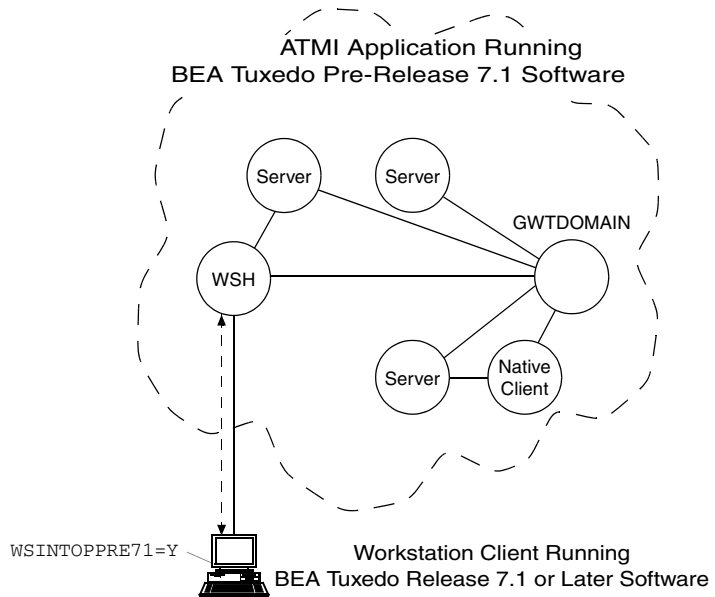 ATMI Application Running
BEA Tuxedo Pre-Release 7.1 Software
Server
Server
GWTDOMAIN
WSH
Server
Native
Client
WSINTOPPRE71=Y
Workstation Client Running
BEA Tuxedo Release 7.1 or Later Software